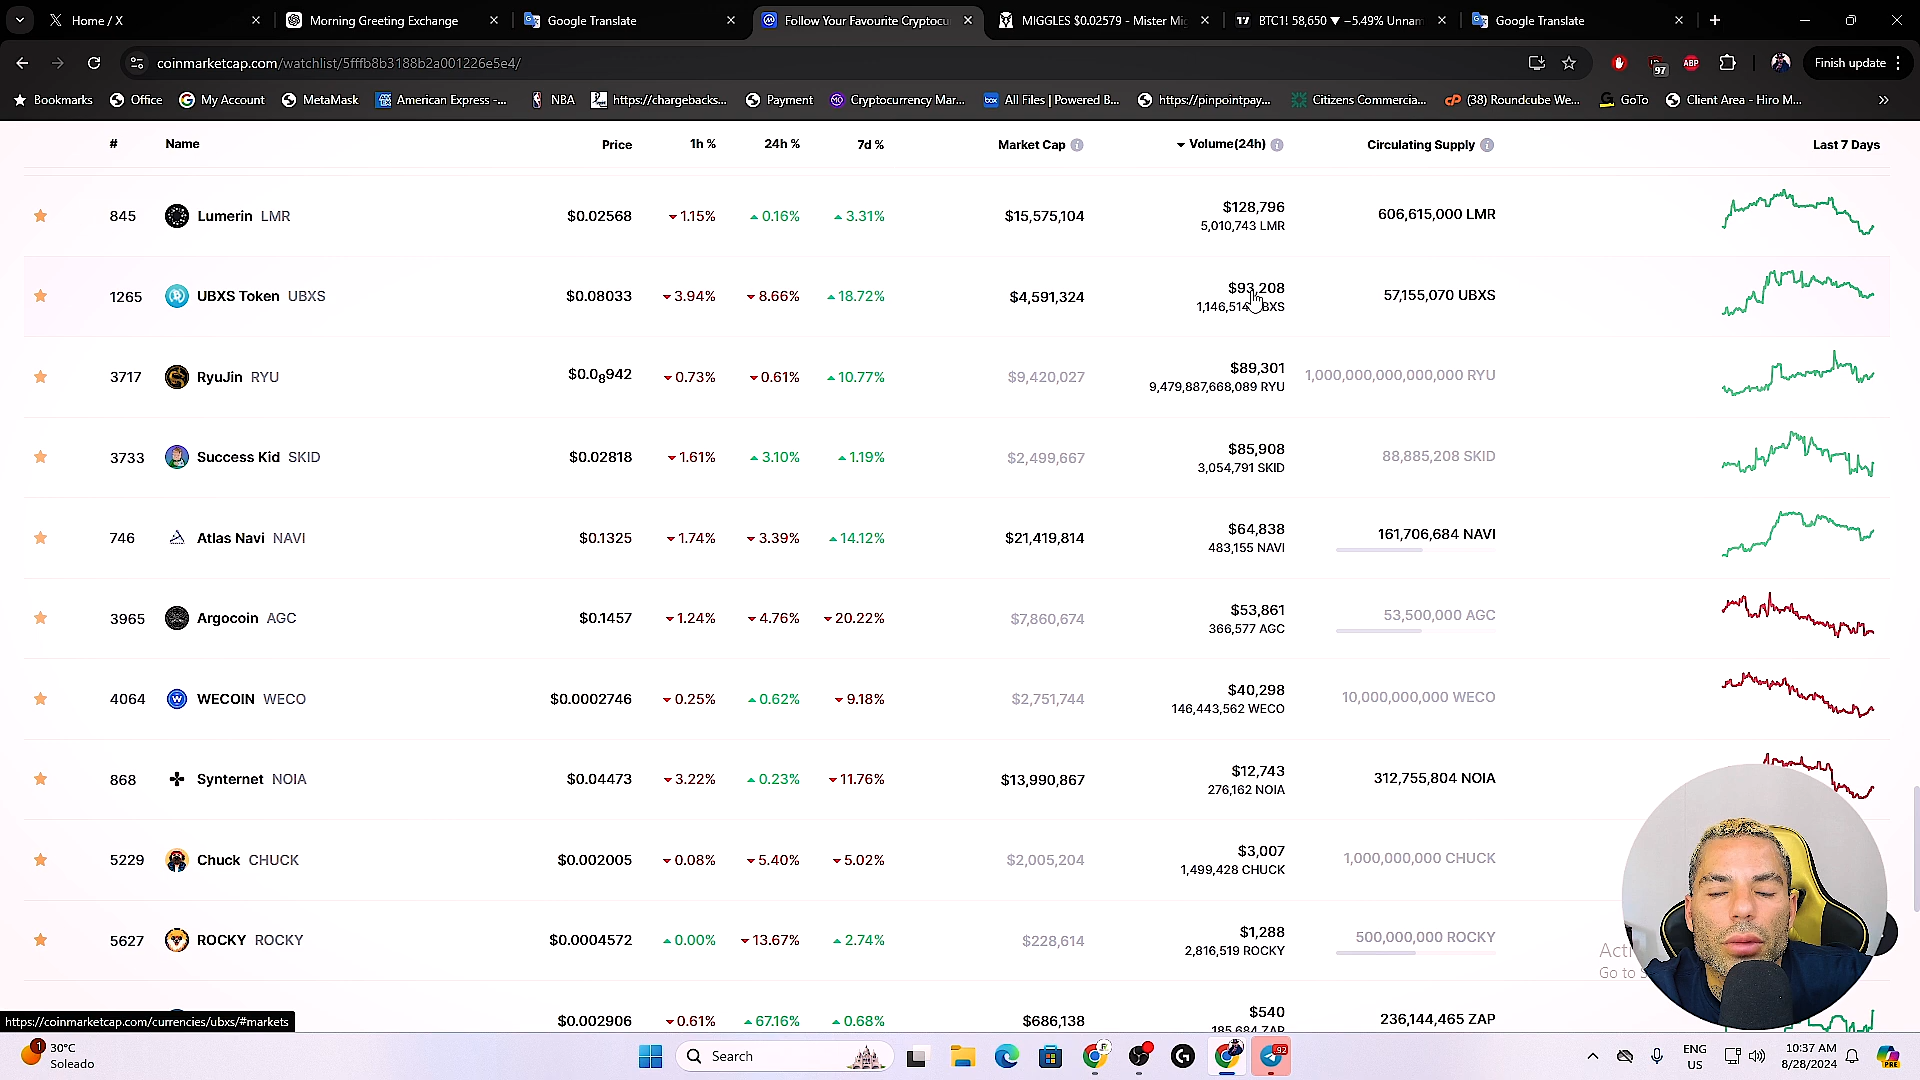 Home / X
Morning Greeting Exchange
Google Translate
Follow Your Favourite Cryptocu
MIGGLES $0.02579 - Mister Mi
BTC1! 58,650 ▼ −5.49% Unnam
Google Translate
coinmarketcap.com/watchlist/5fffb8b3188b2a001226e5e4/
97
ABP
Finish update
Bookmarks
Office
My Account
MetaMask
American Express -...
NBA
https://chargebacks...
Payment
Cryptocurrency Mar...
All Files | Powered B...
https://pinpointpay...
Citizens Commercia...
(38) Roundcube We...
GoTo
Client Area - Hiro M...
# Name Price 1h % 24h % 7d % Market Cap Volume(24h) Circulating Supply Last 7 Days
845 Lumerin LMR $0.02568 1.15% 0.16% 3.31% $15,575,104 $128,796 606,615,000 LMR
5,010,743 LMR
1265 UBXS Token UBXS $0.08033 3.94% 8.66% 18.72% $4,591,324 $93,208 57,155,070 UBXS
1,146,514 UBXS
3717 RyuJin RYU $0.0₈942 0.73% 0.61% 10.77% $9,420,027 $89,301 1,000,000,000,000,000 RYU
9,479,887,668,089 RYU
3733 Success Kid SKID $0.02818 1.61% 3.10% 1.19% $2,499,667 $85,908 88,885,208 SKID
3,054,791 SKID
746 Atlas Navi NAVI $0.1325 1.74% 3.39% 14.12% $21,419,814 $64,838 161,706,684 NAVI
483,155 NAVI
3965 Argocoin AGC $0.1457 1.24% 4.76% 20.22% $7,860,674 $53,861 53,500,000 AGC
366,577 AGC
4064 WECOIN WECO $0.0002746 0.25% 0.62% 9.18% $2,751,744 $40,298 10,000,000,000 WECO
146,443,562 WECO
868 Synternet NOIA $0.04473 3.22% 0.23% 11.76% $13,990,867 $12,743 312,755,804 NOIA
276,162 NOIA
5229 Chuck CHUCK $0.002005 0.08% 5.40% 5.02% $2,005,204 $3,007 1,000,000,000 CHUCK
1,499,428 CHUCK
5627 ROCKY ROCKY $0.0004572 0.00% 13.67% 2.74% $228,614 $1,288 500,000,000 ROCKY
2,816,519 ROCKY
Acti
Go to S
$0.002906 0.61% 67.16% 0.68% $686,138 $540 236,144,465 ZAP
185,684 ZAP
https://coinmarketcap.com/currencies/ubxs/#markets
1
30°C
Soleado
Search
92
ENG
US
10:37 AM
8/28/2024
PRE